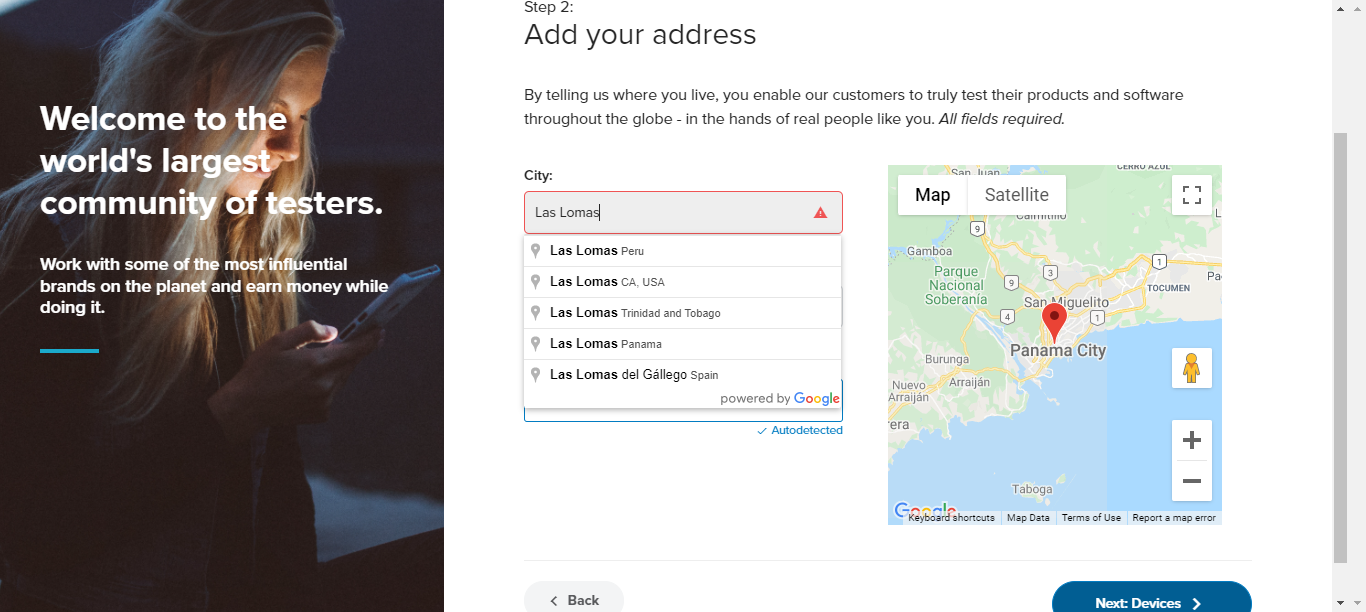 Welcome to the
world's largest
community of testers.
Work with some of the most influential
brands on the planet and earn money while
doing it.
Step 2:
Add your address
By telling us where you live, you enable our customers to truly test their products and software
throughout the globe - in the hands of real people like you. All fields required.
City:
Las Lomas
Las Lomas Peru
Las Lomas CA, USA
Las Lomas Trinidad and Tobago
Las Lomas Panama
Las Lomas del Gállego Spain
powered by Google
Autodetected
Map
Satellite
CERRO AZUL
San Juan
Caimitillo
9
Gamboa
1
Parque
Nacional
Soberanía
3
9
TOCUMEN
San Miguelito
4
1
Panama City
Burunga
Arraiján
Nuevo
Arraiján
Taboga
Google
Keyboard shortcuts
Map Data
Terms of Use
Report a map error
Back
Next: Devices